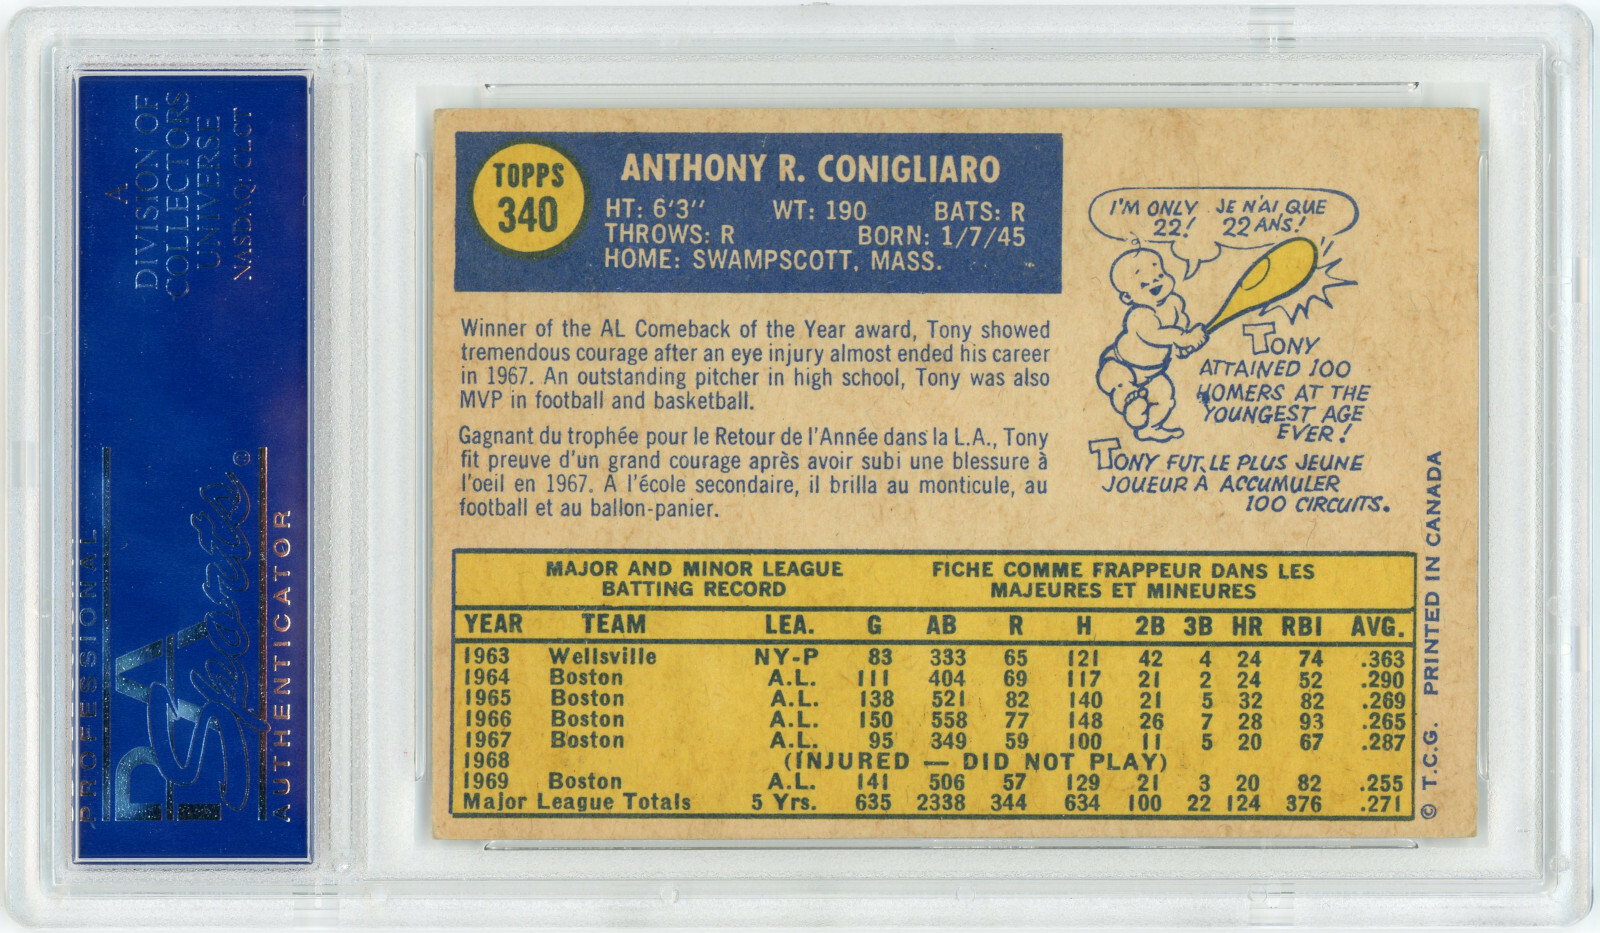 A
DIVISION OF
COLLECTORS
UNIVERSE
NASDAQ: CLCT
PROFESSIONAL
PSA
Sports
®
AUTHENTICATOR
TOPPS
340
ANTHONY R. CONIGLIARO
HT: 6'3" WT: 190 BATS: R
THROWS: R BORN: 1/7/45
HOME: SWAMPSCOTT, MASS.
Winner of the AL Comeback of the Year award, Tony showed
tremendous courage after an eye injury almost ended his career
in 1967. An outstanding pitcher in high school, Tony was also
MVP in football and basketball.
Gagnant du trophée pour le Retour de l'Année dans la L.A., Tony
fit preuve d'un grand courage après avoir subi une blessure à
l'oeil en 1967. A l'école secondaire, il brilla au monticule, au
football et au ballon-panier.
I'M ONLY 22!
JE N'AI QUE 22 ANS!
TONY
ATTAINED 100
HOMERS AT THE
YOUNGEST AGE
EVER!
TONY FUT LE PLUS JEUNE
JOUEUR A ACCUMULER
100 CIRCUITS.
MAJOR AND MINOR LEAGUE
BATTING RECORD
FICHE COMME FRAPPEUR DANS LES
MAJEURES ET MINEURES
YEAR TEAM LEA. G AB R H 2B 3B HR RBI AVG.
1963 Wellsville NY-P 83 333 65 121 42 4 24 74 .363
1964 Boston A.L. 111 404 69 117 21 2 24 52 .290
1965 Boston A.L. 138 521 82 140 21 5 32 82 .269
1966 Boston A.L. 150 558 77 148 26 7 28 93 .265
1967 Boston A.L. 95 349 59 100 11 5 20 67 .287
1968 (INJURED — DID NOT PLAY)
1969 Boston A.L. 141 506 57 129 21 3 20 82 .255
Major League Totals 5 Yrs. 635 2338 344 634 100 22 124 376 .271
© T.C.G. PRINTED IN CANADA